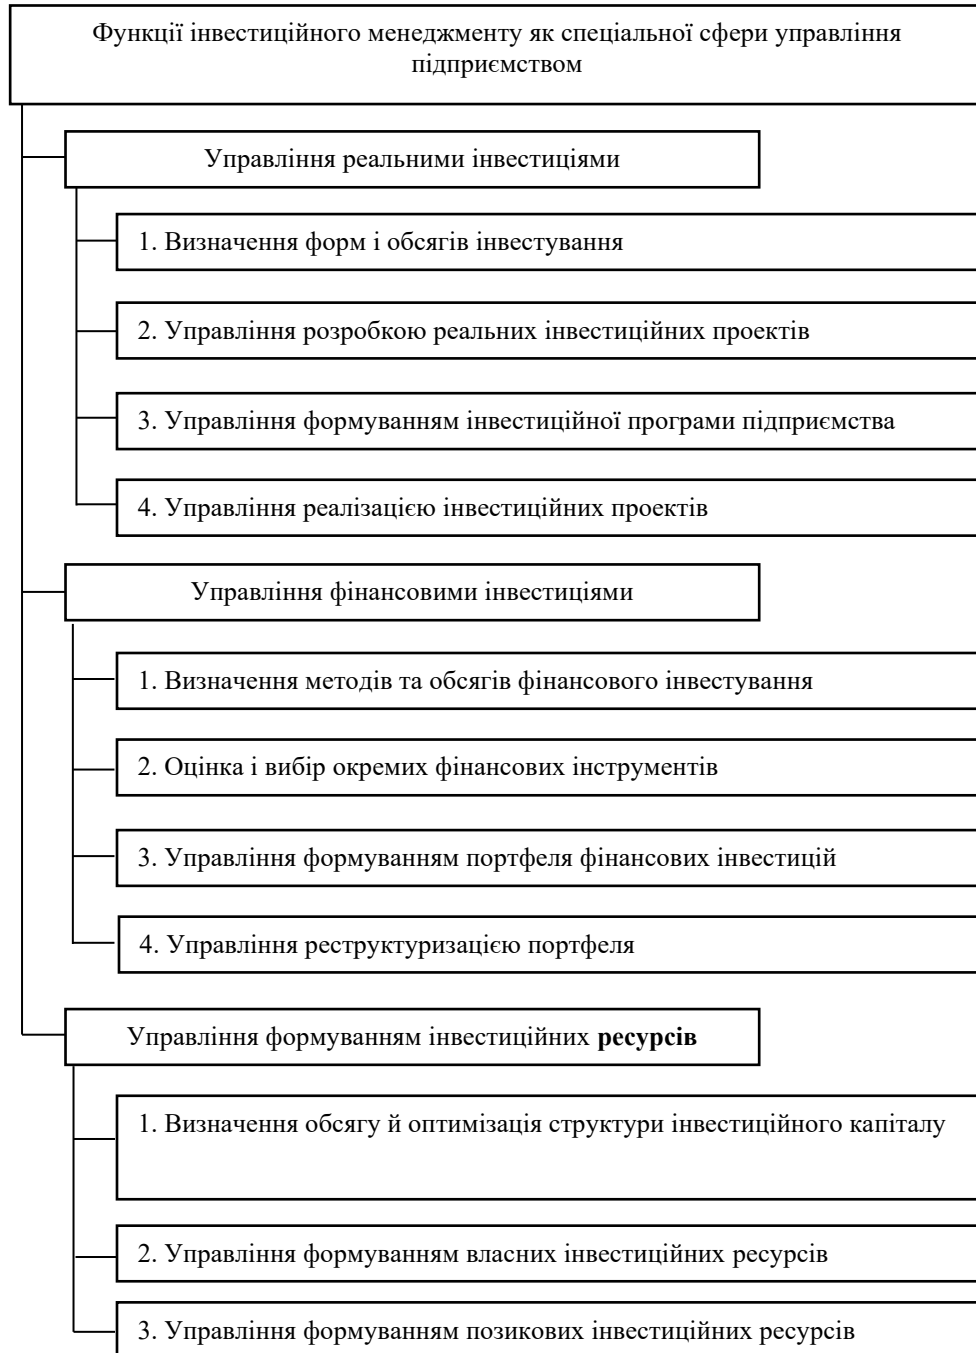 Функції інвестиційного менеджменту як спеціальної сфери управління
підприємством
Управління реальними інвестиціями
1. Визначення форм і обсягів інвестування
2. Управління розробкою реальних інвестиційних проектів
3. Управління формуванням інвестиційної програми підприємства
4. Управління реалізацією інвестиційних проектів
Управління фінансовими інвестиціями
1. Визначення методів та обсягів фінансового інвестування
2. Оцінка і вибір окремих фінансових інструментів
3. Управління формуванням портфеля фінансових інвестицій
4. Управління реструктуризацією портфеля
Управління формуванням інвестиційних ресурсів
1. Визначення обсягу й оптимізація структури інвестиційного капіталу
2. Управління формуванням власних інвестиційних ресурсів
3. Управління формуванням позикових інвестиційних ресурсів